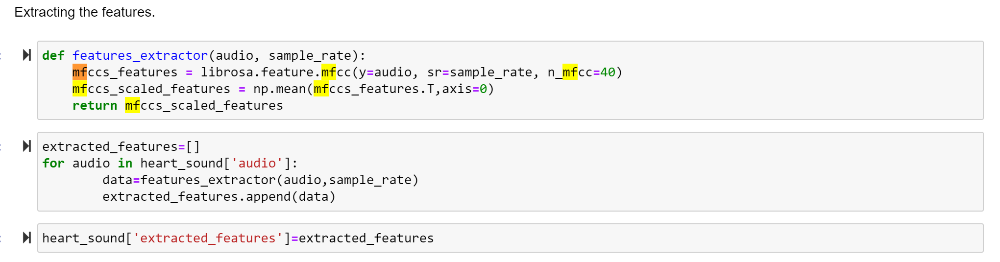 Extracting the features.
def features_extractor(audio, sample_rate):
    mfccs_features = librosa.feature.mfcc(y=audio, sr=sample_rate, n_mfcc=40)
    mfccs_scaled_features = np.mean(mfccs_features.T,axis=0)
    return mfccs_scaled_features
extracted_features=[]
for audio in heart_sound['audio']:
        data=features_extractor(audio,sample_rate)
        extracted_features.append(data)
heart_sound['extracted_features']=extracted_features